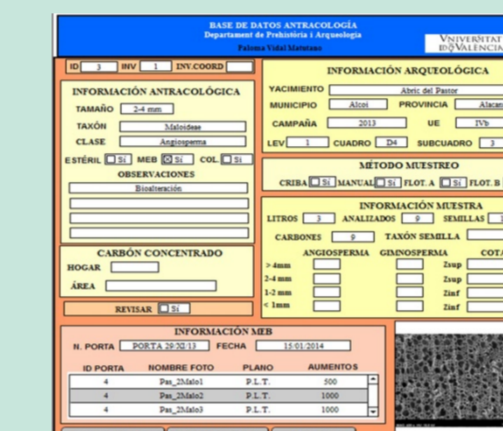 BASE DE DATOS ANTRACOLOGÍA
Departament de Prehistòria i Arqueologia
Paloma Vidal Matutano
VNIVERSITAT
ID VALÈNCIA
ID 3 INV 1 INV.COORD
INFORMACIÓN ANTRACOLÓGICA
TAMAÑO 2-4 mm
TAXÓN Maloideae
CLASE Angiosperma
ESTÉRIL Sí MEB Sí COL. Sí
OBSERVACIONES
Bioalteración
CARBÓN CONCENTRADO
HOGAR
ÁREA
REVISAR Sí
INFORMACIÓN ARQUEOLÓGICA
YACIMIENTO Abric del Pastor
MUNICIPIO Alcoi PROVINCIA Alacan
CAMPAÑA 2013 UE IVb
LEV 1 CUADRO D4 SUBCUADRO 3
MÉTODO MUESTREO
CRIBA Sí MANUAL Sí FLOT. A Sí FLOT. B
INFORMACIÓN MUESTRA
LITROS 3 ANALIZADOS 9 SEMILLAS
CARBONES 9 TAXÓN SEMILLA
ANGIOSPERMA GIMNOSPERMA COTA
> 4mm 2sup
2-4 mm 2sup
1-2 mm 2inf
< 1mm 2inf
INFORMACIÓN MEB
N. PORTA PORTA 29/XI/13 FECHA 15/01/2014
ID PORTA NOMBRE FOTO PLANO AUMENTOS
4 Pas_2Malo1 P.L.T. 500
4 Pas_2Malo2 P.L.T. 1000
4 Pas_2Malo3 P.L.T. 1000